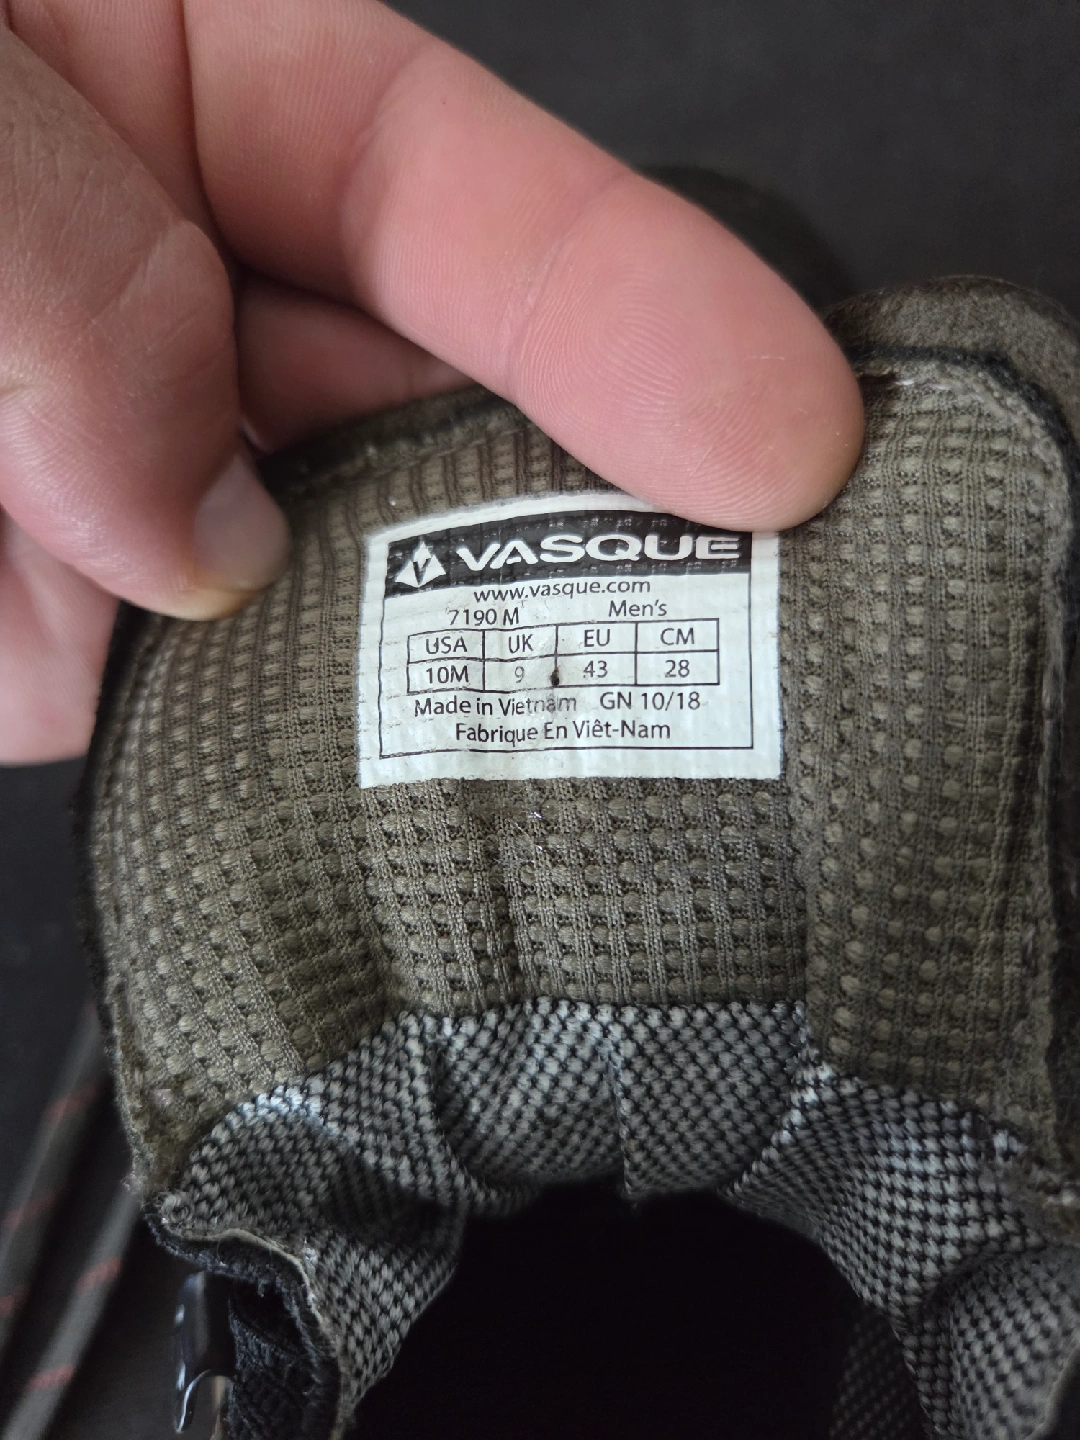 VASQUE
www.vasque.com
7190 M Men's
USA UK EU CM
10M 9 43 28
Made in Vietnam GN 10/18
Fabrique En Viêt-Nam